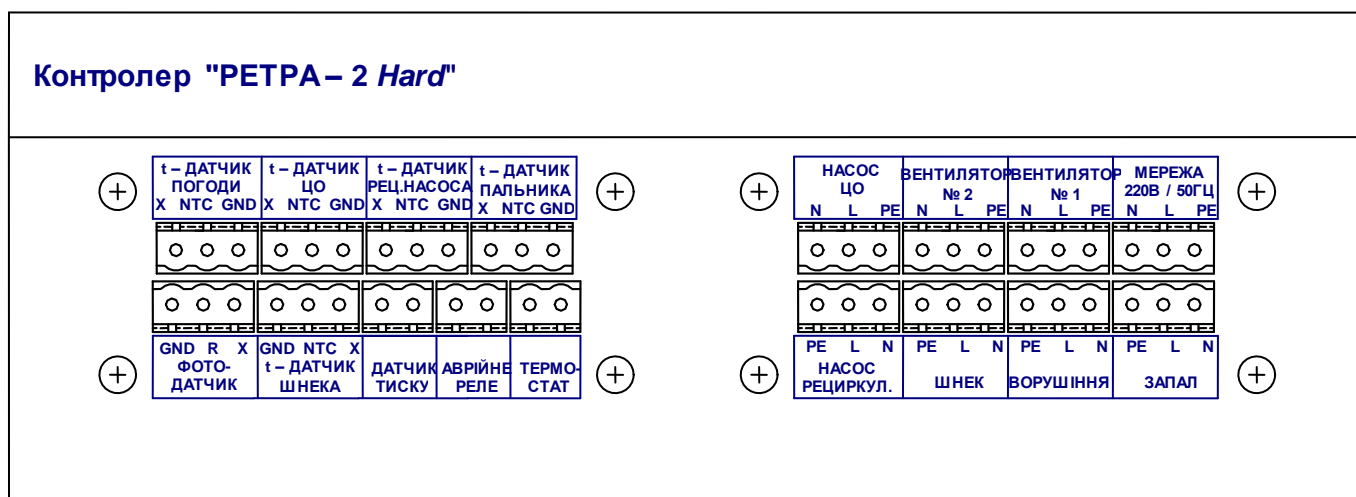 Контролер "РЕТРА – 2 Hard"
t – ДАТЧИК
ПОГОДИ
X NTC GND
t – ДАТЧИК
ЦО
X NTC GND
t – ДАТЧИК
РЕЦ.НАСОСА
X NTC GND
t – ДАТЧИК
ПАЛЬНИКА
X NTC GND
НАСОС
ЦО
N L PE
ВЕНТИЛЯТОР
№ 2
N L PE
ВЕНТИЛЯТОР
№ 1
N L PE
МЕРЕЖА
220В / 50ГЦ
N L PE
GND R X
ФОТО-
ДАТЧИК
GND NTC X
t – ДАТЧИК
ШНЕКА
ДАТЧИК
ТИСКУ
АВРІЙНЕ
РЕЛЕ
ТЕРМО-
СТАТ
PE L N
НАСОС
РЕЦИРКУЛ.
PE L N
ШНЕК
PE L N
ВОРУШІННЯ
PE L N
ЗАПАЛ